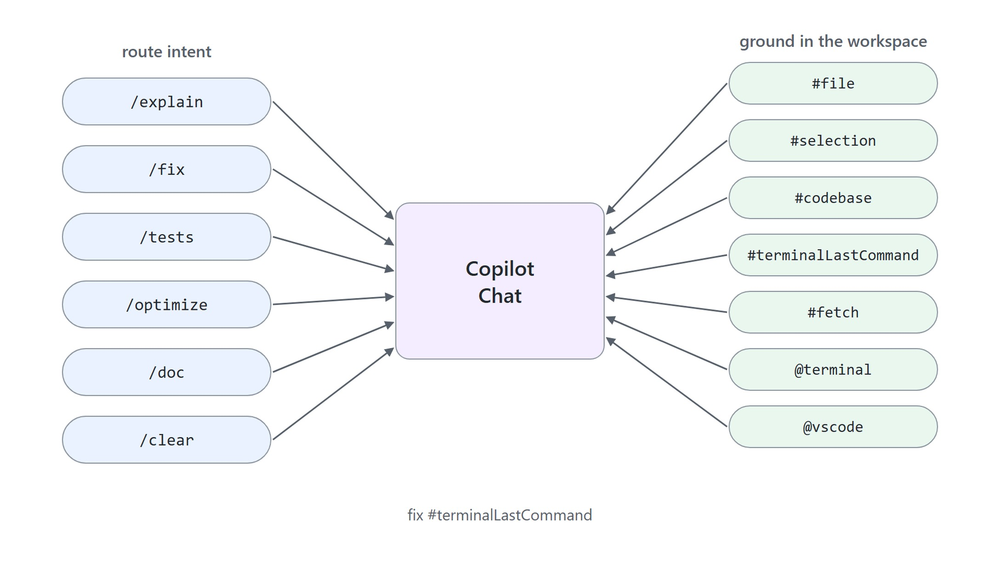 route intent
/explain
/fix
/tests
/optimize
/doc
/clear
Copilot
Chat
ground in the workspace
#file
#selection
#codebase
#terminalLastCommand
#fetch
@terminal
@vscode
fix #terminalLastCommand